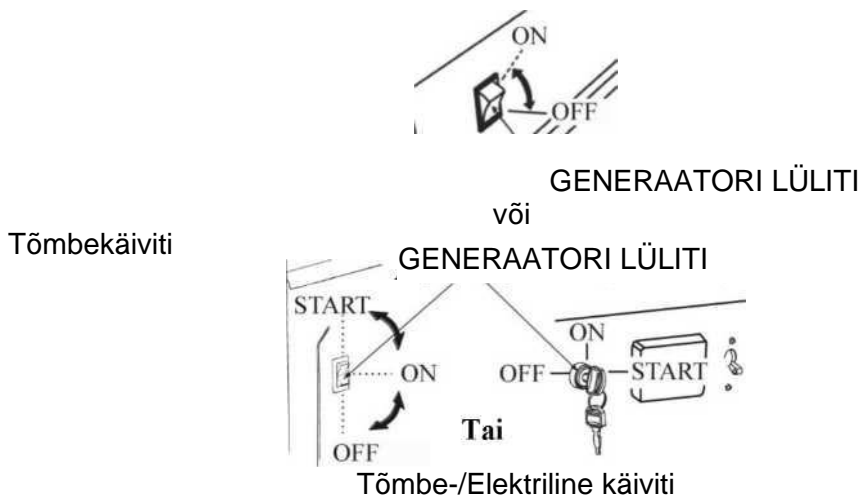 ON
OFF
GENERAATORI LÜLITI
või
Tõmbekäiviti
GENERAATORI LÜLITI
START
ON
OFF
ON
OFF
START
Tai
Tõmbe-/Elektriline käiviti